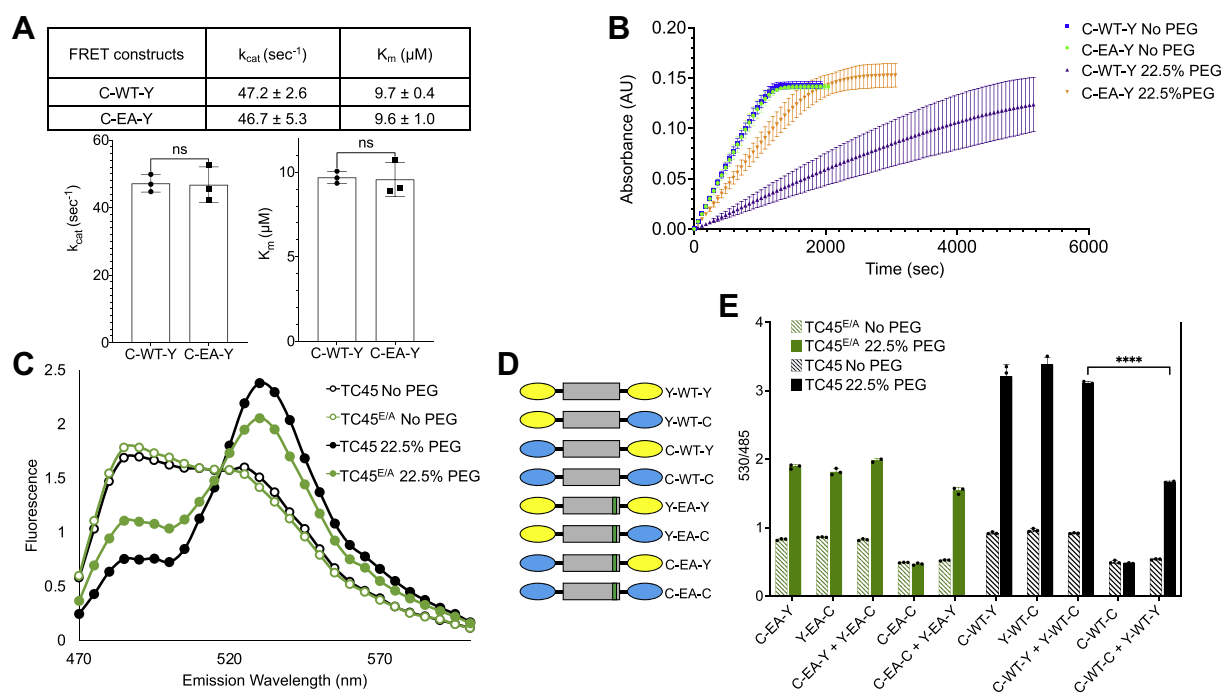 A
FRET constructs
kcat (sec-1)
Km (µM)
C-WT-Y
47.2 ± 2.6
9.7 ± 0.4
C-EA-Y
46.7 ± 5.3
9.6 ± 1.0
60
40
20
0
kcat (sec-1)
ns
C-WT-Y
C-EA-Y
10
5
0
Km (µM)
ns
C-WT-Y
C-EA-Y
B
0.20
0.15
0.10
0.05
0.00
Absorbance (AU)
0
2000
4000
6000
Time (sec)
C-WT-Y No PEG
C-EA-Y No PEG
C-WT-Y 22.5% PEG
C-EA-Y 22.5%PEG
C
2.5
2
1.5
1
0.5
0
Fluorescence
470
520
570
Emission Wavelength (nm)
TC45 No PEG
TC45E/A No PEG
TC45 22.5% PEG
TC45E/A 22.5% PEG
D
Y-WT-Y
Y-WT-C
C-WT-Y
C-WT-C
Y-EA-Y
Y-EA-C
C-EA-Y
C-EA-C
E
4
3
2
1
0
530/485
TC45E/A No PEG
TC45E/A 22.5% PEG
TC45 No PEG
TC45 22.5% PEG
****
C-EA-Y
Y-EA-C
C-EA-Y + Y-EA-C
C-EA-C
C-EA-C + Y-EA-Y
C-WT-Y
Y-WT-C
C-WT-Y + Y-WT-C
C-WT-C
C-WT-C + Y-WT-Y